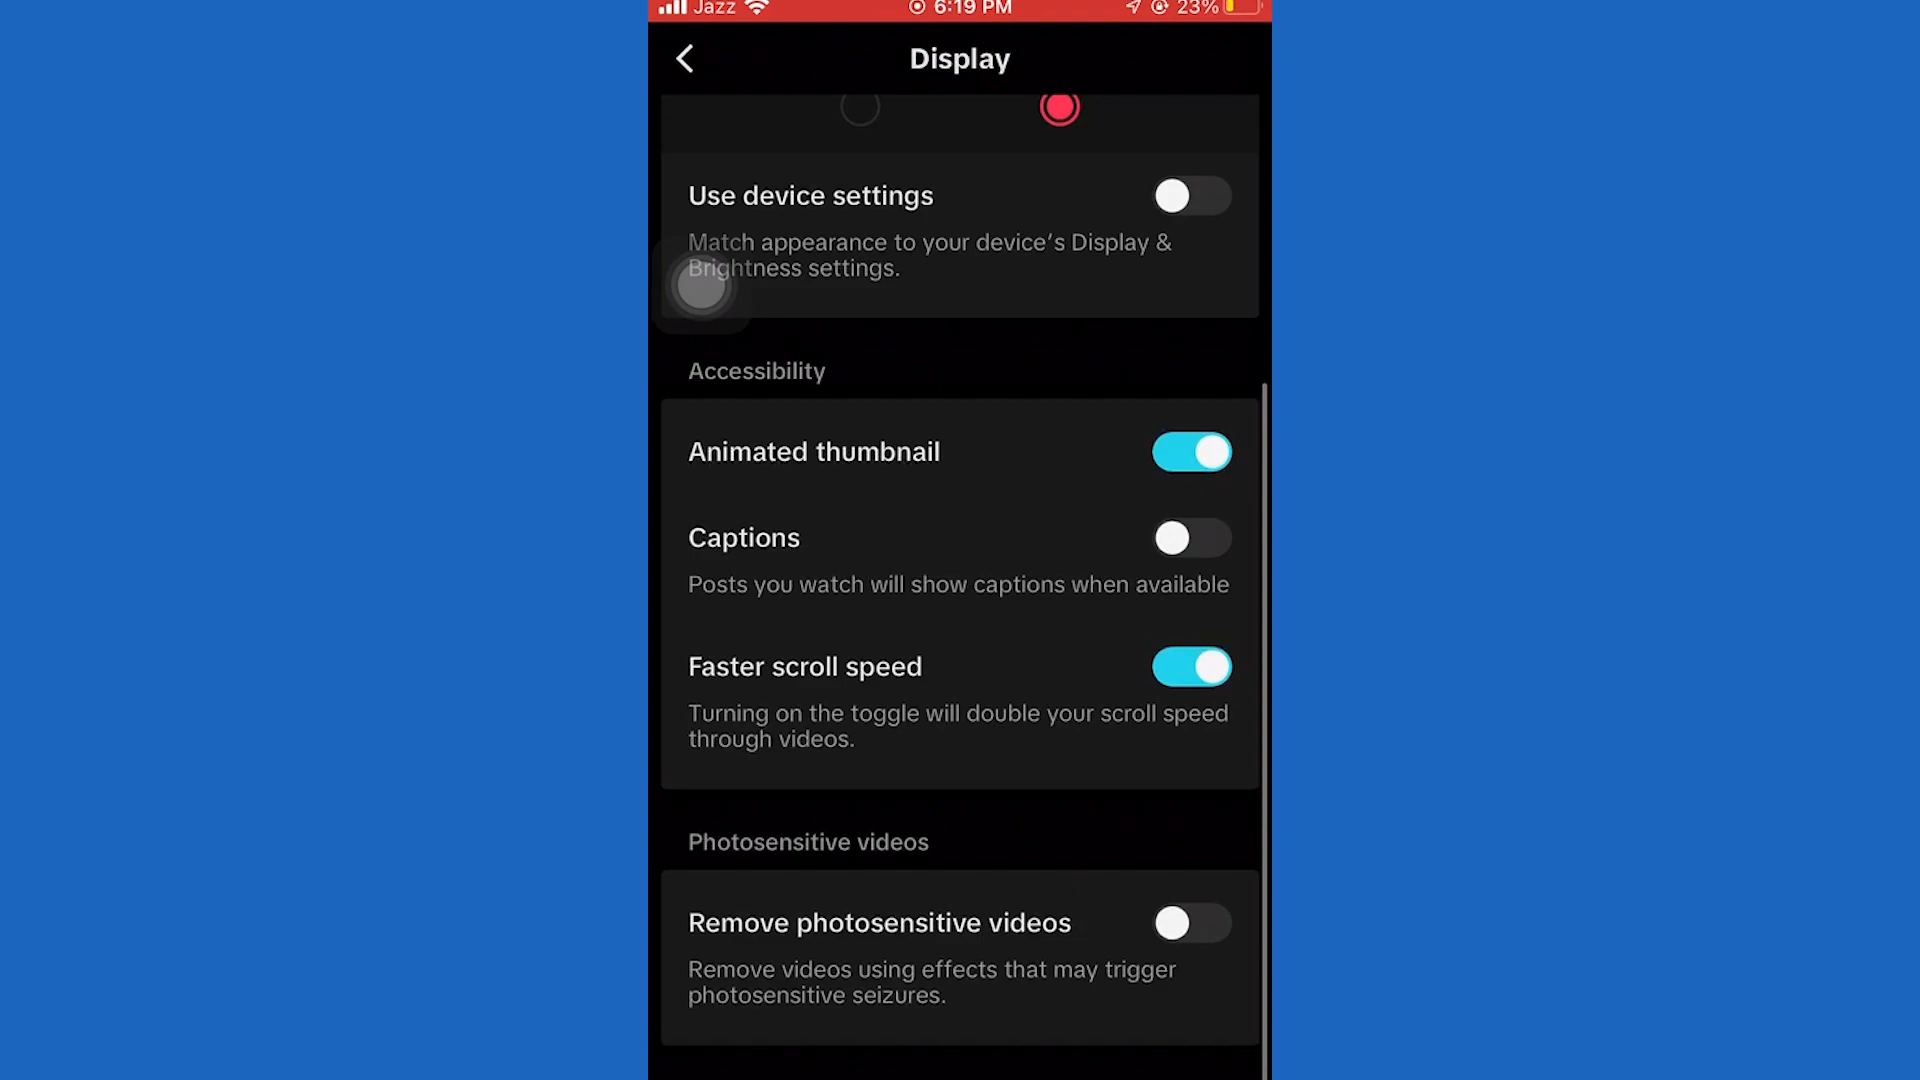 Jazz 6:19 PM 23%
Display
Use device settings
Match appearance to your device's Display &
Brightness settings.
Accessibility
Animated thumbnail
Captions
Posts you watch will show captions when available
Faster scroll speed
Turning on the toggle will double your scroll speed
through videos.
Photosensitive videos
Remove photosensitive videos
Remove videos using effects that may trigger
photosensitive seizures.